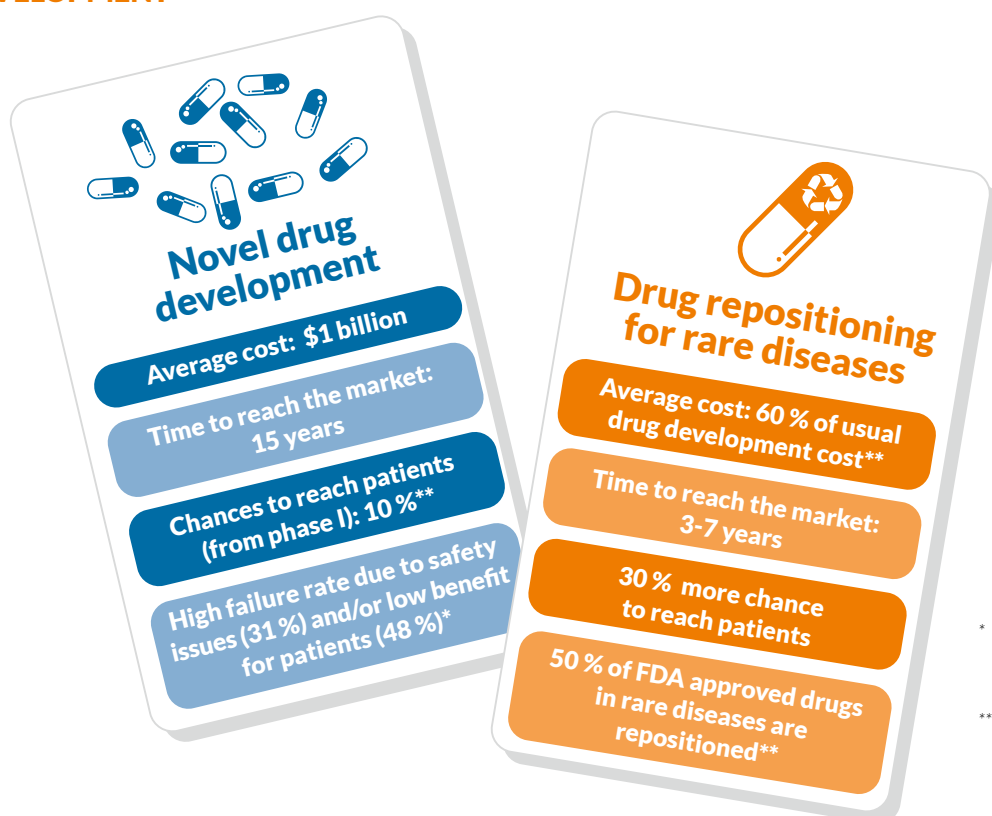 Novel drug
development
Average cost: $1 billion
Time to reach the market:
15 years
Chances to reach patients
(from phase I): 10 %**
High failure rate due to safety
issues (31 %) and/or low benefit
for patients (48 %)*
Drug repositioning
for rare diseases
Average cost: 60 % of usual
drug development cost**
Time to reach the market:
3-7 years
30 % more chance
to reach patients
50 % of FDA approved drugs
in rare diseases are
repositioned**
*
**